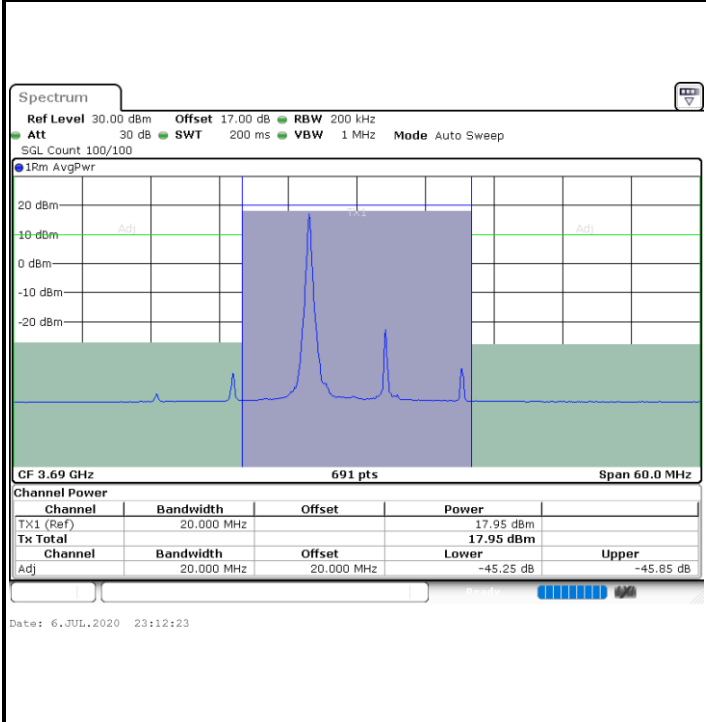 Spectrum
Ref Level 30.00 dBm Offset 17.00 dB RBW 200 kHz
Att 30 dB SWT 200 ms VBW 1 MHz Mode Auto Sweep
SGL Count 100/100
1Rm AvgPwr
20 dBm
TX1
Adj
Adj
10 dBm
0 dBm
-10 dBm
-20 dBm
CF 3.69 GHz 691 pts Span 60.0 MHz
Channel Power
Channel Bandwidth Offset Power
TX1 (Ref) 20.000 MHz 17.95 dBm
Tx Total 17.95 dBm
Channel Bandwidth Offset Lower Upper
Adj 20.000 MHz 20.000 MHz -45.25 dB -45.85 dB
Ready
Date: 6.JUL.2020 23:12:23